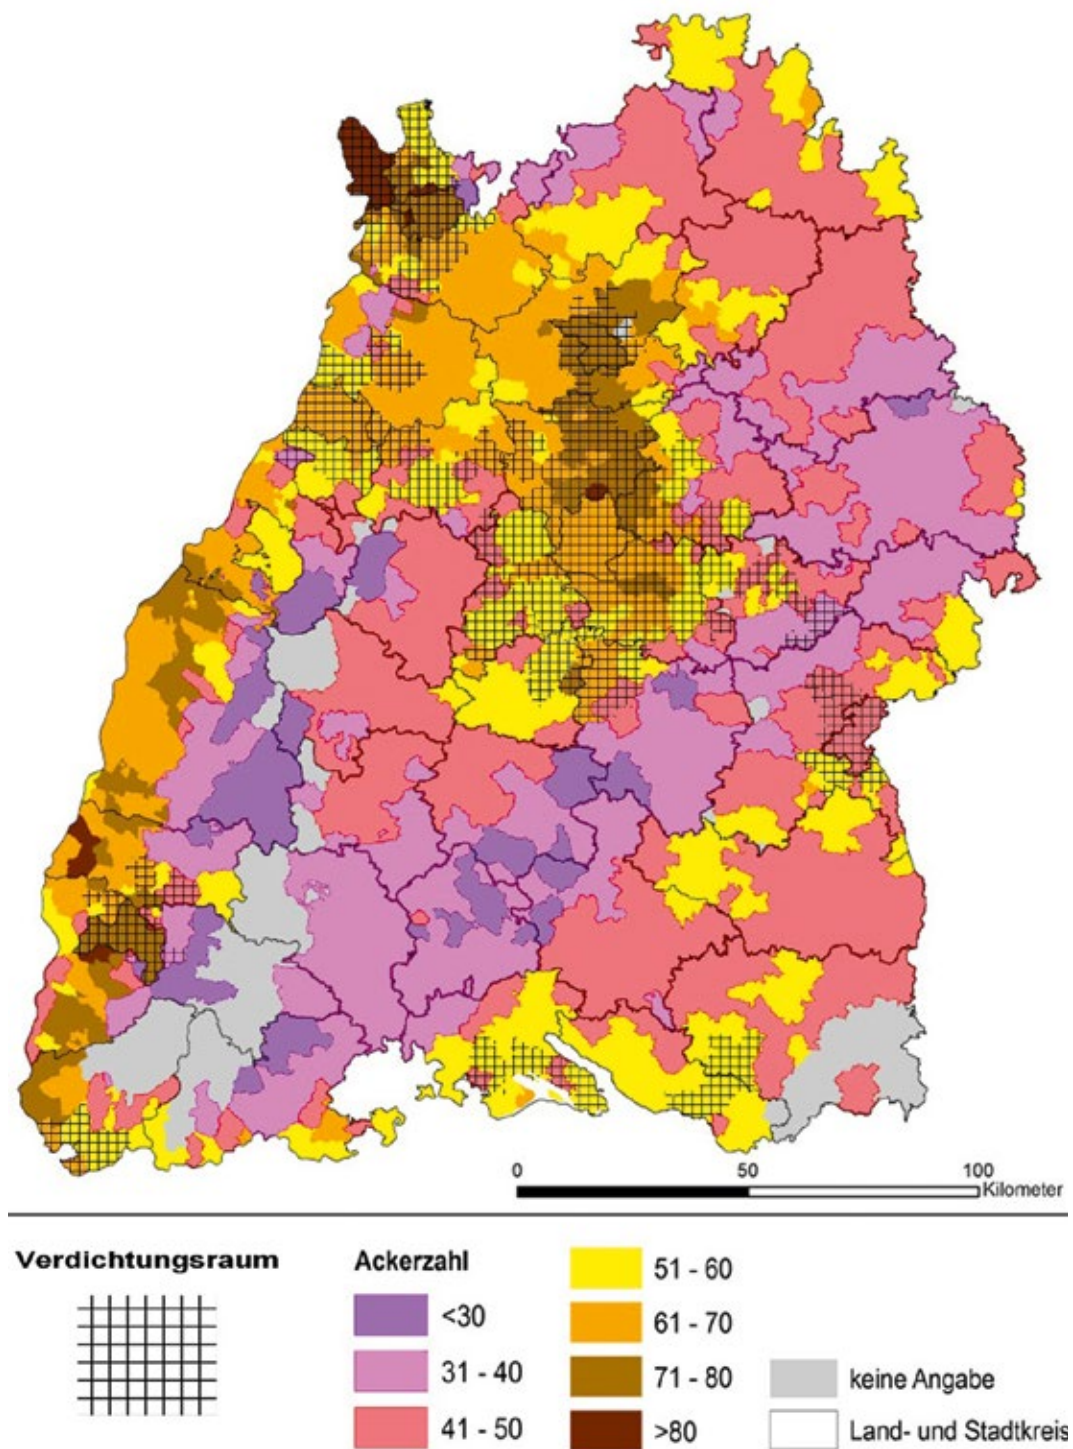 0 50 100
Kilometer
Verdichtungsraum
Ackerzahl
<30
31 - 40
41 - 50
51 - 60
61 - 70
71 - 80
>80
keine Angabe
Land- und Stadtkreis